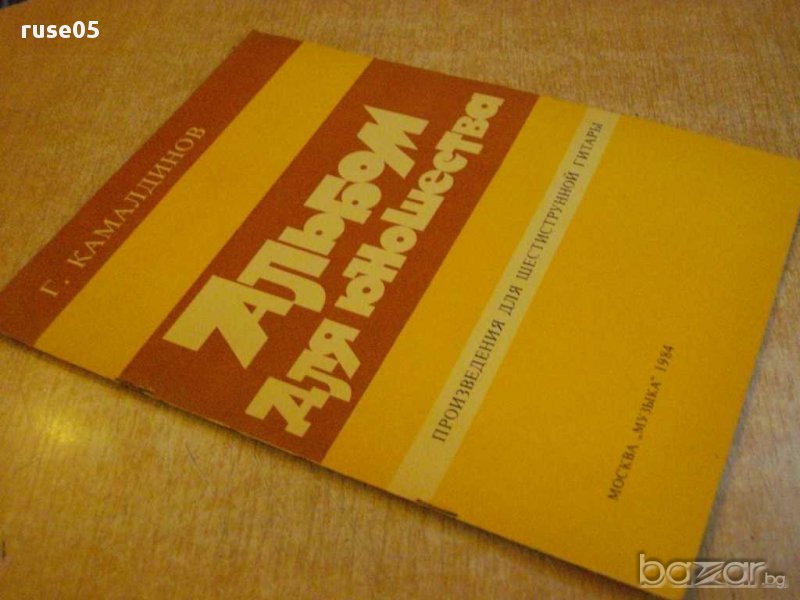 ruse05
Г. КАМАЛДИНОВ
АЛЬБОМ
ДЛЯ ЮНОШЕСТВА
ПРОИЗВЕДЕНИЯ ДЛЯ ШЕСТИСТРУННОЙ ГИТАРЫ
МОСКВА „МУЗЫКА” 1984
bazar.bg